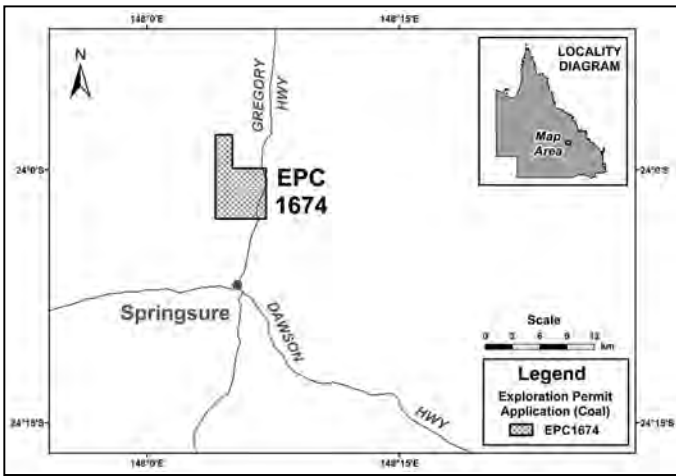 148°0'E
148°15'E
N
GREGORY
HWY
LOCALITY
DIAGRAM
Map
Area
24°0'S
24°0'S
EPC
1674
Springsure
DAWSON
HWY
Scale
0 3 6 9 12
km
Legend
Exploration Permit
Application (Coal)
EPC1674
24°15'S
24°15'S
148°0'E
148°15'E